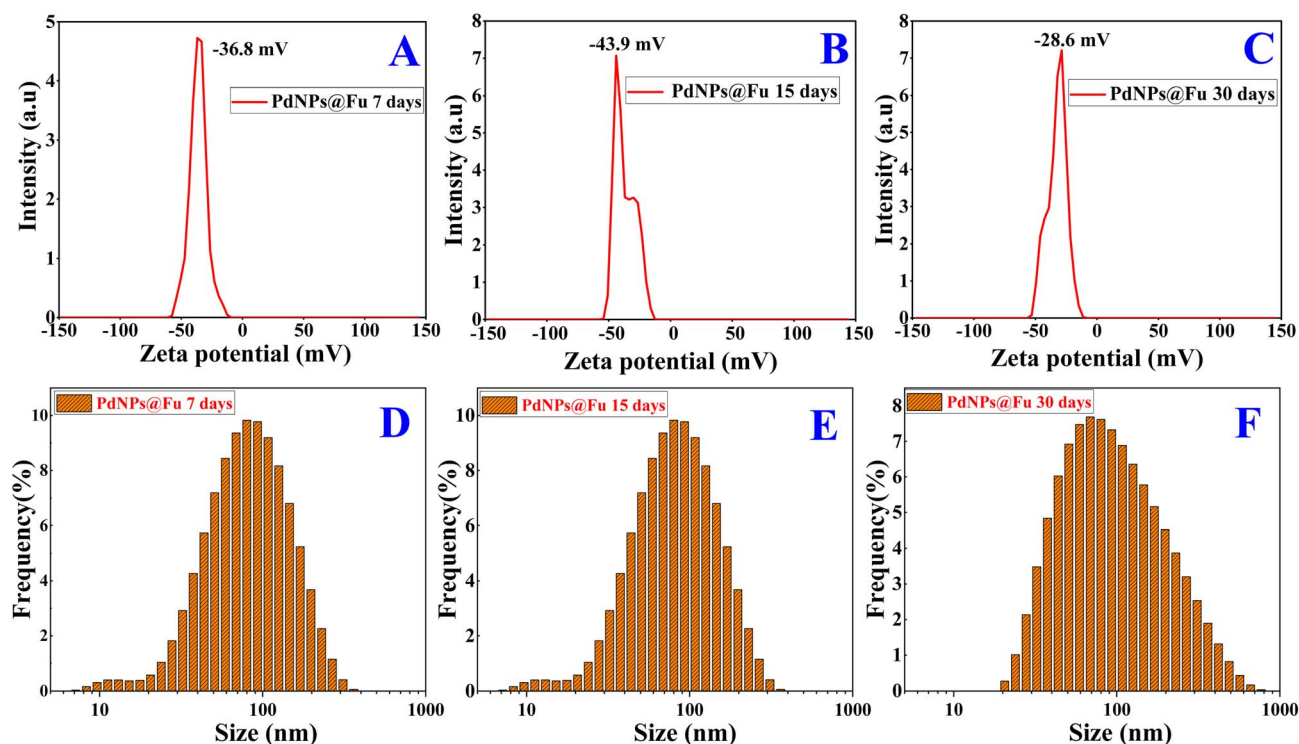 A
-36.8 mV
PdNPs@Fu 7 days
Intensity (a.u)
5
4
3
2
1
0
-150 -100 -50 0 50 100 150
Zeta potential (mV)
B
-43.9 mV
PdNPs@Fu 15 days
Intensity (a.u)
8
7
6
5
4
3
2
1
0
-150 -100 -50 0 50 100 150
Zeta potential (mV)
C
-28.6 mV
PdNPs@Fu 30 days
Intensity (a.u)
8
7
6
5
4
3
2
1
0
-150 -100 -50 0 50 100 150
Zeta potential (mV)
PdNPs@Fu 7 days
D
Frequency(%)
10
8
6
4
2
0
10 100 1000
Size (nm)
PdNPs@Fu 15 days
E
Frequency(%)
10
8
6
4
2
0
10 100 1000
Size (nm)
PdNPs@Fu 30 days
F
Frequency(%)
8
7
6
5
4
3
2
1
0
10 100 1000
Size (nm)